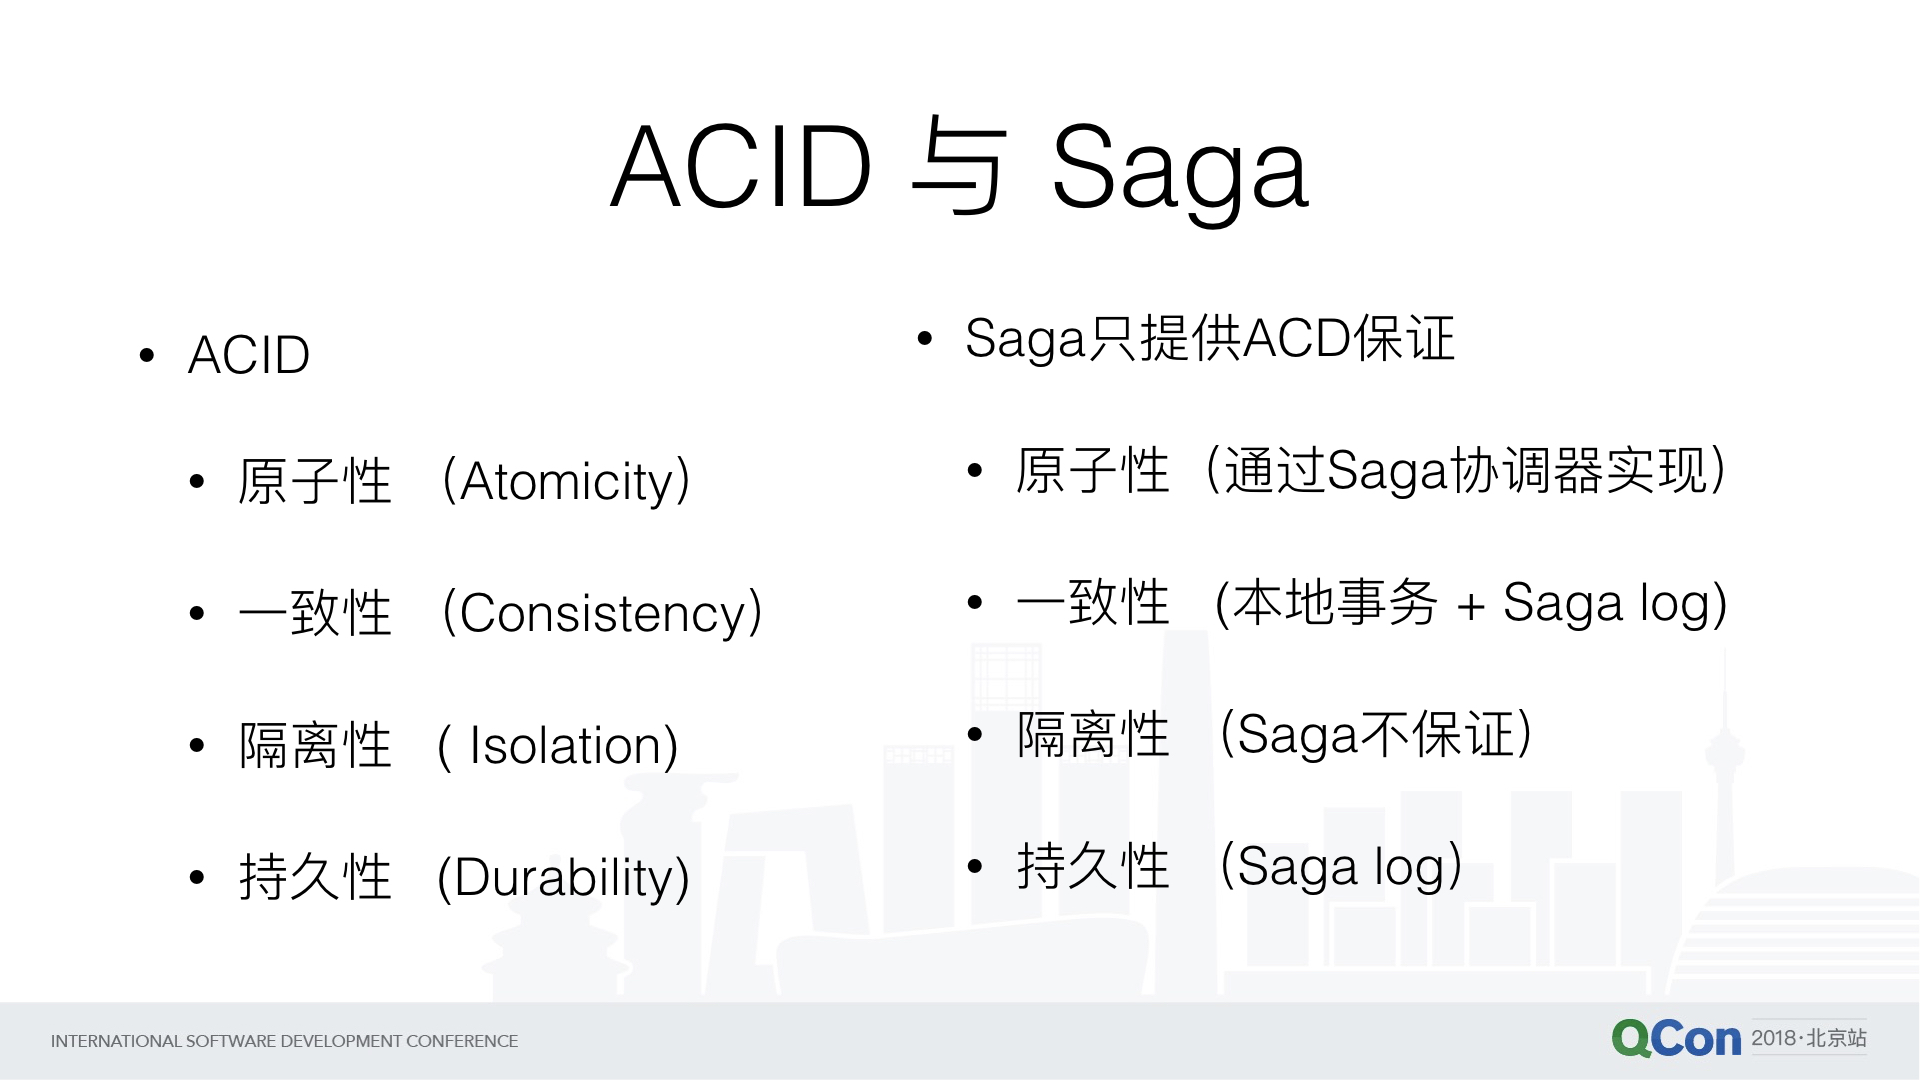 ACID 与 Saga
• ACID
• 原子性 （Atomicity）
• 一致性 （Consistency）
• 隔离性 ( Isolation)
• 持久性 (Durability)
• Saga只提供ACD保证
• 原子性（通过Saga协调器实现）
• 一致性 (本地事务 + Saga log)
• 隔离性 （Saga不保证）
• 持久性 （Saga log）
INTERNATIONAL SOFTWARE DEVELOPMENT CONFERENCE
QCon 2018·北京站